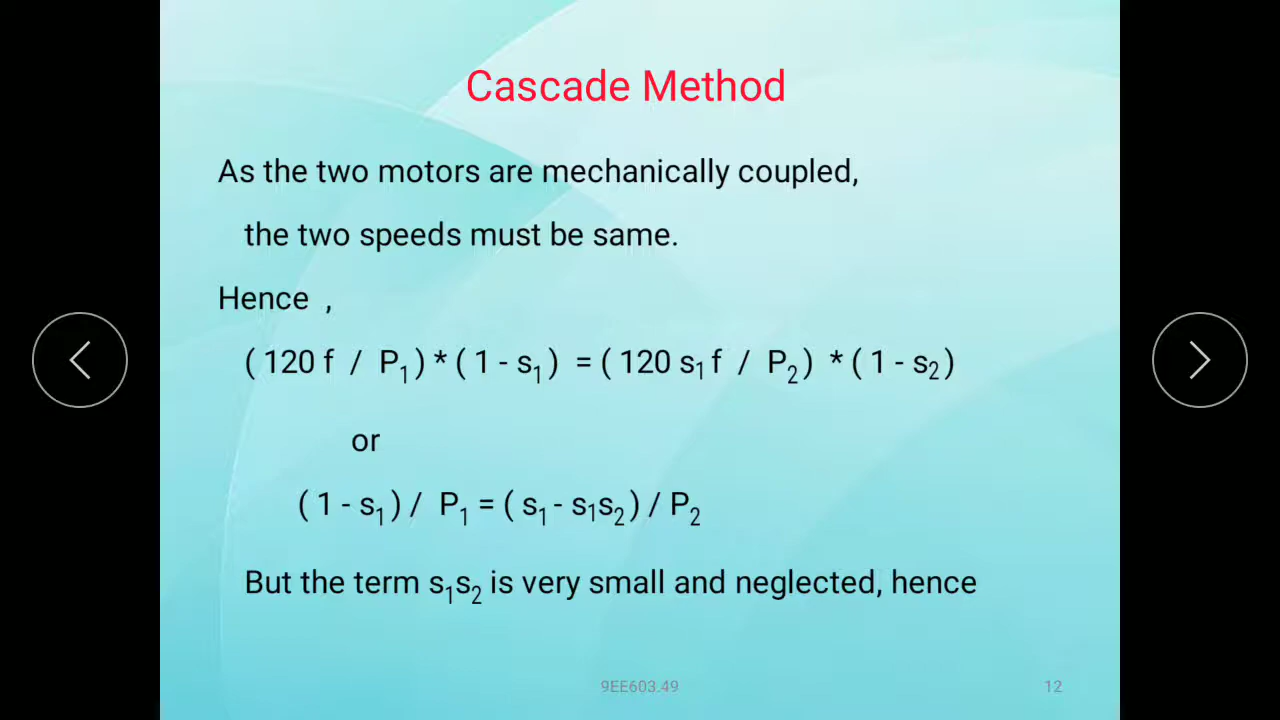 Cascade Method
As the two motors are mechanically coupled,
the two speeds must be same.
Hence ,
( 120 f / P₁ ) * ( 1 - s₁ ) = ( 120 s₁ f / P₂ ) * ( 1 - s₂ )
or
( 1 - s₁ ) / P₁ = ( s₁ - s₁s₂ ) / P₂
But the term s₁s₂ is very small and neglected, hence
9EE603.49
12